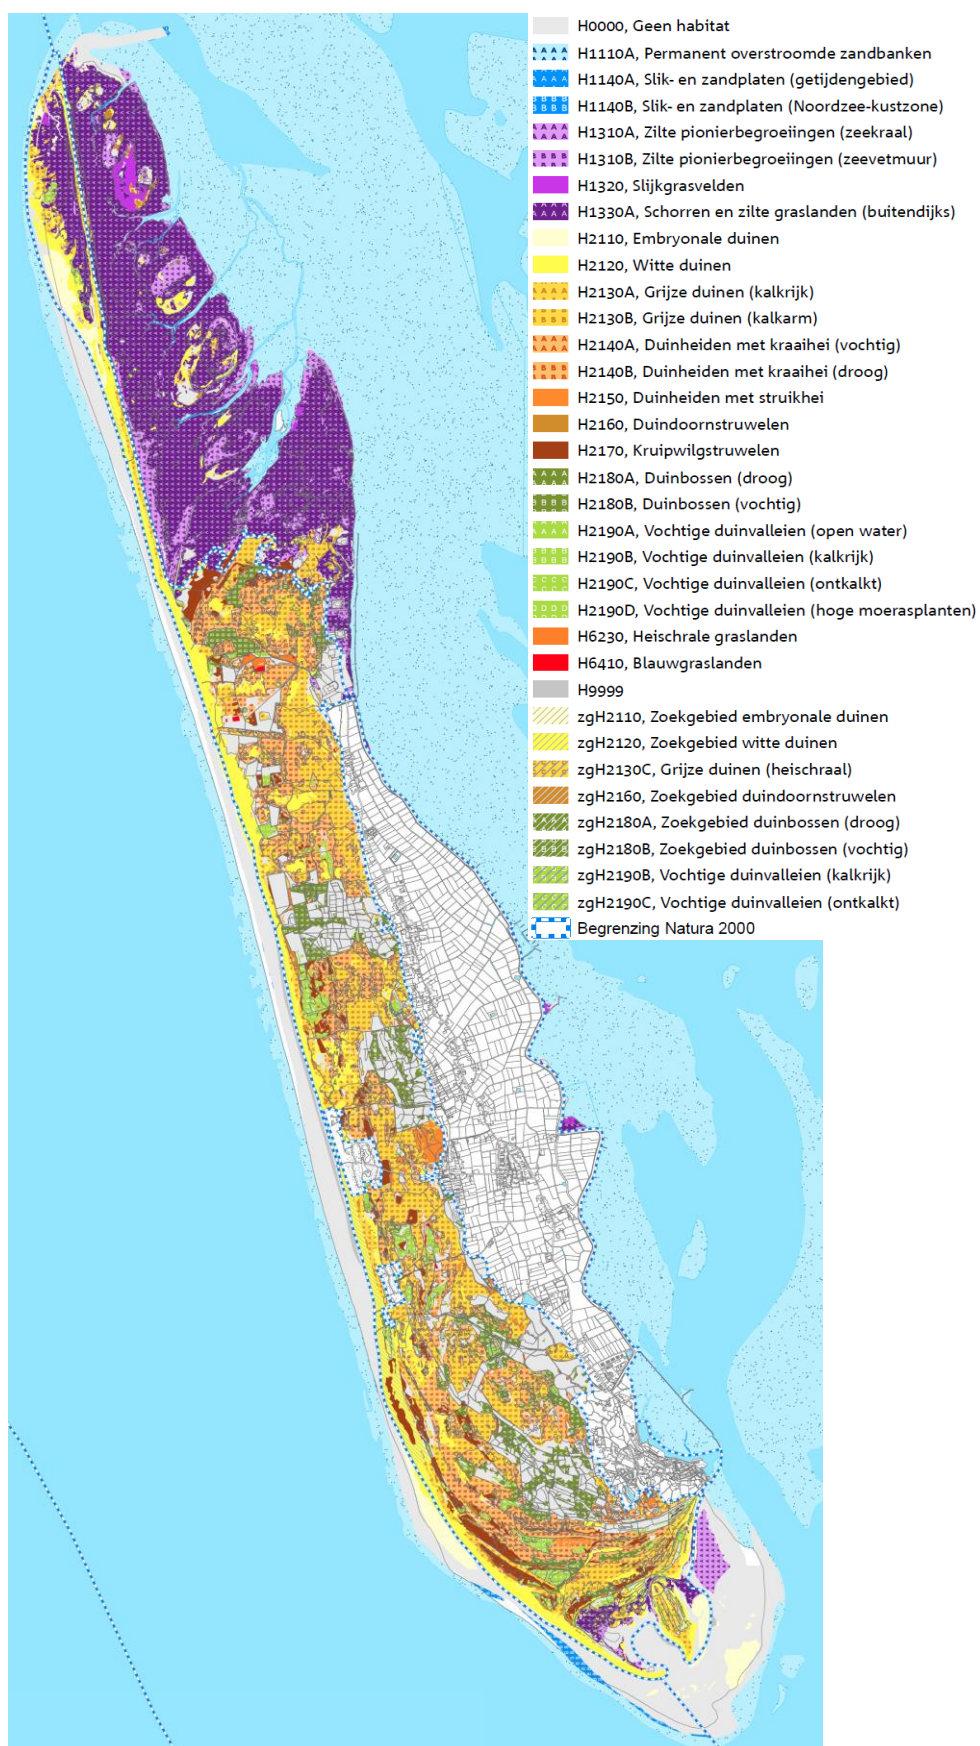 H0000, Geen habitat
H1110A, Permanent overstroomde zandbanken
H1140A, Slik- en zandplaten (getijdengebied)
H1140B, Slik- en zandplaten (Noordzee-kustzone)
H1310A, Zilte pionierbegroeiingen (zeekraal)
H1310B, Zilte pionierbegroeiingen (zeevetmuur)
H1320, Slijkgrasvelden
H1330A, Schorren en zilte graslanden (buitendijks)
H2110, Embryonale duinen
H2120, Witte duinen
H2130A, Grijze duinen (kalkrijk)
H2130B, Grijze duinen (kalkarm)
H2140A, Duinheiden met kraaihei (vochtig)
H2140B, Duinheiden met kraaihei (droog)
H2150, Duinheiden met struikhei
H2160, Duindoornstruwelen
H2170, Kruipwilgstruwelen
H2180A, Duinbossen (droog)
H2180B, Duinbossen (vochtig)
H2190A, Vochtige duinvalleien (open water)
H2190B, Vochtige duinvalleien (kalkrijk)
H2190C, Vochtige duinvalleien (ontkalkt)
H2190D, Vochtige duinvalleien (hoge moerasplanten)
H6230, Heischrale graslanden
H6410, Blauwgraslanden
H9999
zgH2110, Zoekgebied embryonale duinen
zgH2120, Zoekgebied witte duinen
zgH2130C, Grijze duinen (heischraal)
zgH2160, Zoekgebied duindoornstruwelen
zgH2180A, Zoekgebied duinbossen (droog)
zgH2180B, Zoekgebied duinbossen (vochtig)
zgH2190B, Vochtige duinvalleien (kalkrijk)
zgH2190C, Vochtige duinvalleien (ontkalkt)
Begrenzing Natura 2000